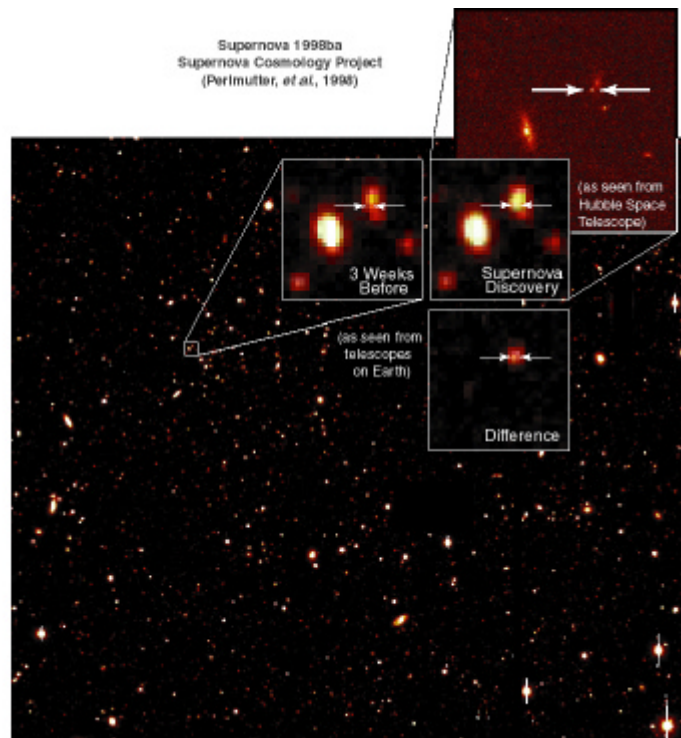 Supernova 1998ba
Supernova Cosmology Project
(Perlmutter, et al., 1998)
(as seen from
Hubble Space
Telescope)
3 Weeks
Before
Supernova
Discovery
(as seen from
telescopes
on Earth)
Difference